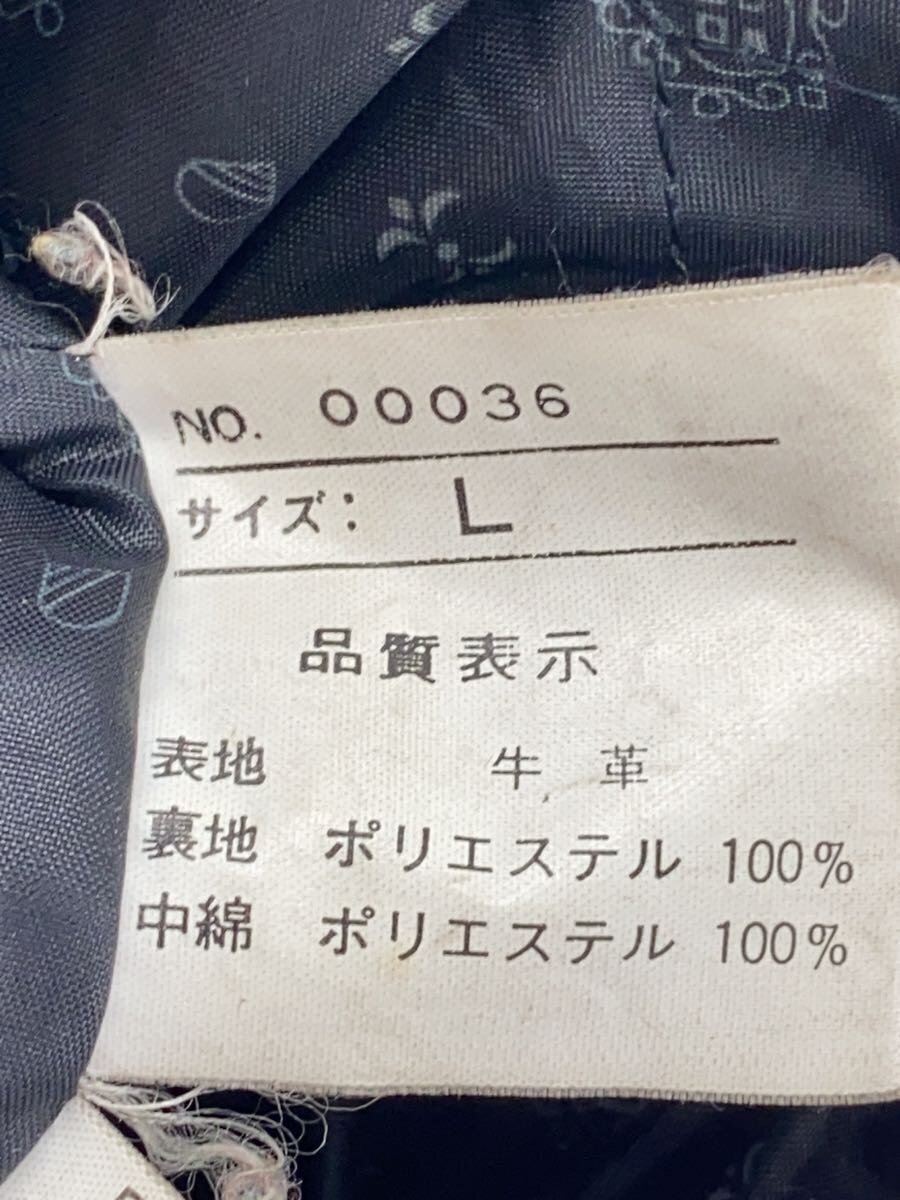 NO. 00036
サイズ: L
品質表示
表地 牛革
裏地 ポリエステル 100%
中綿 ポリエステル 100%